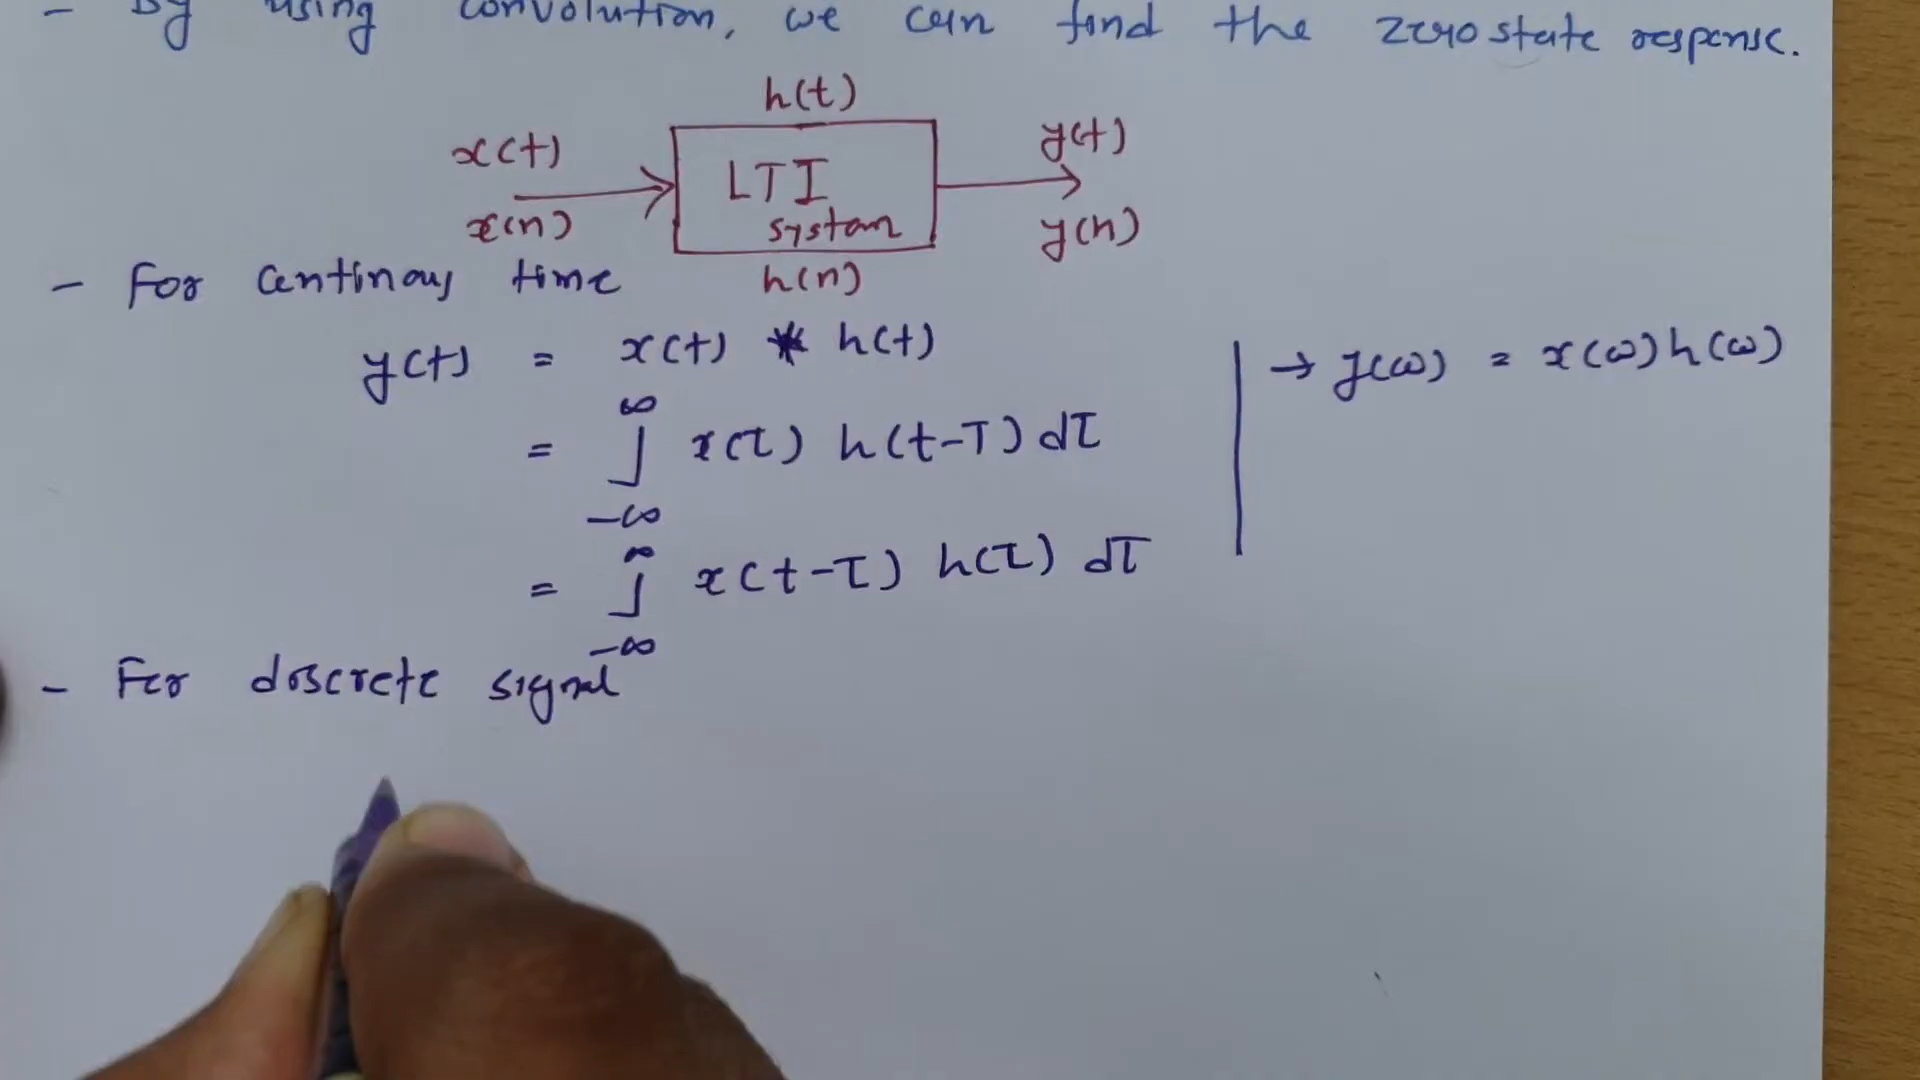 - By using convolution, we can find the zero state response.
h(t)
x(t)
y(t)
LTI
system
x(n)
y(n)
h(n)
- For continous time
y(t) = x(t) * h(t)
→ y(ω) = x(ω) h(ω)
= ∫_{-∞}^{∞} x(τ) h(t-τ) dτ
= ∫_{-∞}^{∞} x(t-τ) h(τ) dτ
- For discrete signal